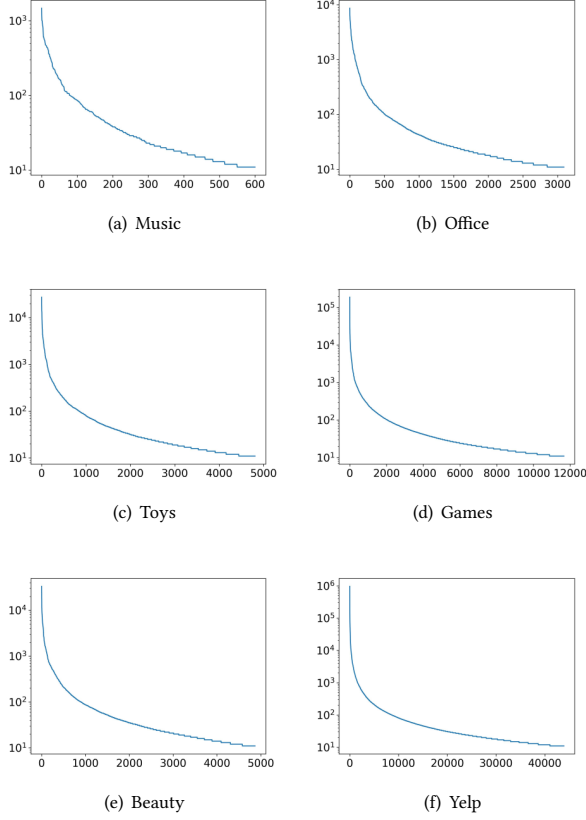 10³
10²
10¹
0 100 200 300 400 500 600
(a) Music
10⁴
10³
10²
10¹
0 500 1000 1500 2000 2500 3000
(b) Office
10⁴
10³
10²
10¹
0 1000 2000 3000 4000 5000
(c) Toys
10⁵
10⁴
10³
10²
10¹
0 2000 4000 6000 8000 10000 12000
(d) Games
10⁴
10³
10²
10¹
0 1000 2000 3000 4000 5000
(e) Beauty
10⁶
10⁵
10⁴
10³
10²
10¹
0 10000 20000 30000 40000
(f) Yelp